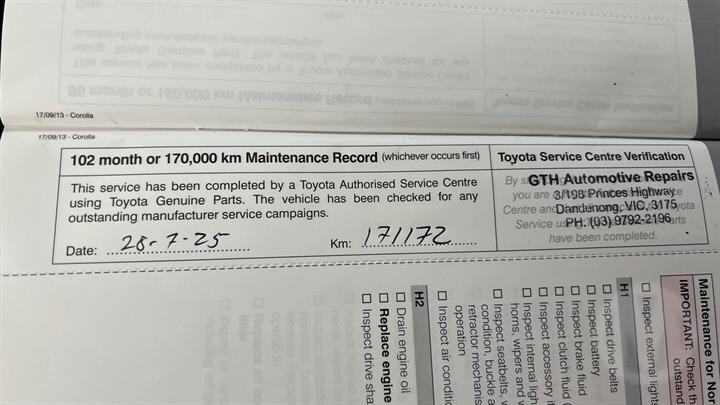 17/09/13 - Corolla
17/09/13 - Corolla
102 month or 170,000 km Maintenance Record (whichever occurs first)
This service has been completed by a Toyota Authorised Service Centre
using Toyota Genuine Parts. The vehicle has been checked for any
outstanding manufacturer service campaigns.
Date: 28-7-25 Km: 171172
Toyota Service Centre Verification
GTH Automotive Repairs
3/198 Princes Highway
Dandenong, VIC, 3175
PH: (03) 9792-2196
have been completed.
Maintenance for Nor
IMPORTANT: Check th
outstand
☐ Inspect external lights
H1
☐ Inspect drive belts
☐ Inspect battery
☐ Inspect brake fluid
☐ Inspect clutch fluid (
☐ Inspect accessory i
☐ Inspect internal ligh
horns, wipers and w
☐ Inspect seatbelts,
condition, buckle a
retractor mechanis
operation
☐ Inspect air conditi
H2
☐ Drain engine oil
☐ Replace engine
☐ Inspect drive sha